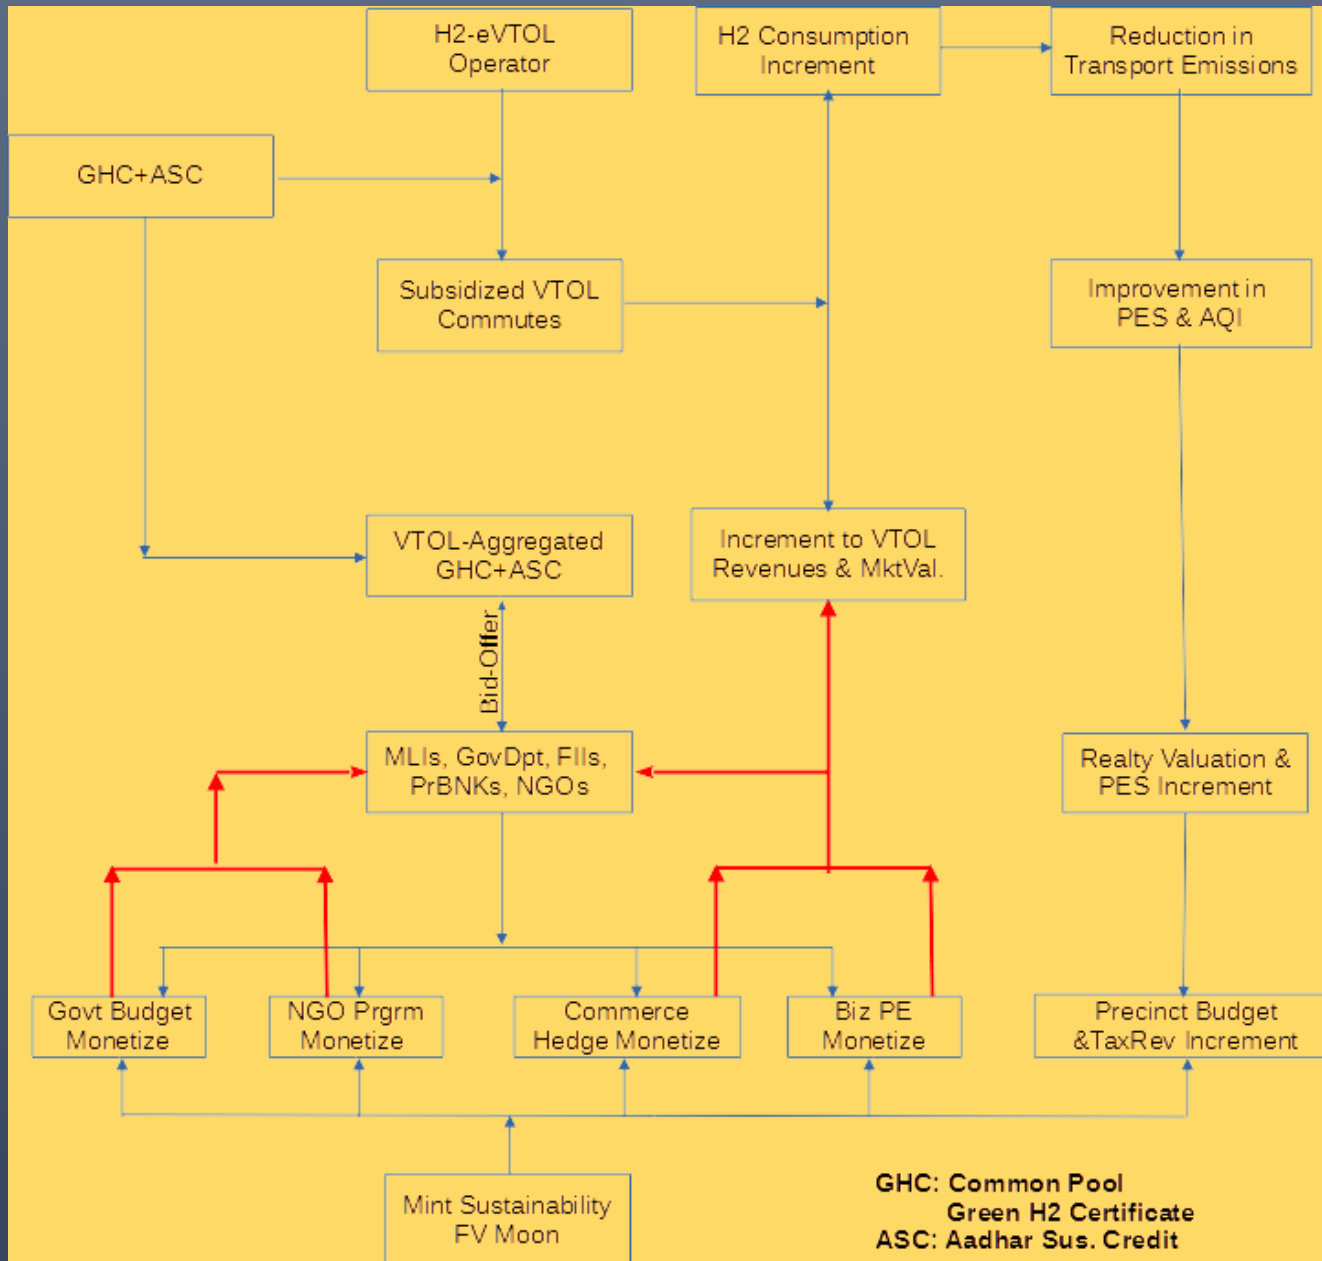 H2-eVTOL
Operator
H2 Consumption
Increment
Reduction in
Transport Emissions
GHC+ASC
Subsidized VTOL
Commutes
Improvement in
PES & AQI
VTOL-Aggregated
GHC+ASC
Increment to VTOL
Revenues & MktVal.
Bid-Offer
MLIs, GovDpt, FIIs,
PrBNKs, NGOs
Realty Valuation &
PES Increment
Govt Budget
Monetize
NGO Prgrm
Monetize
Commerce
Hedge Monetize
Biz PE
Monetize
Precinct Budget
&TaxRev Increment
Mint Sustainability
FV Moon
GHC: Common Pool
Green H2 Certificate
ASC: Aadhar Sus. Credit